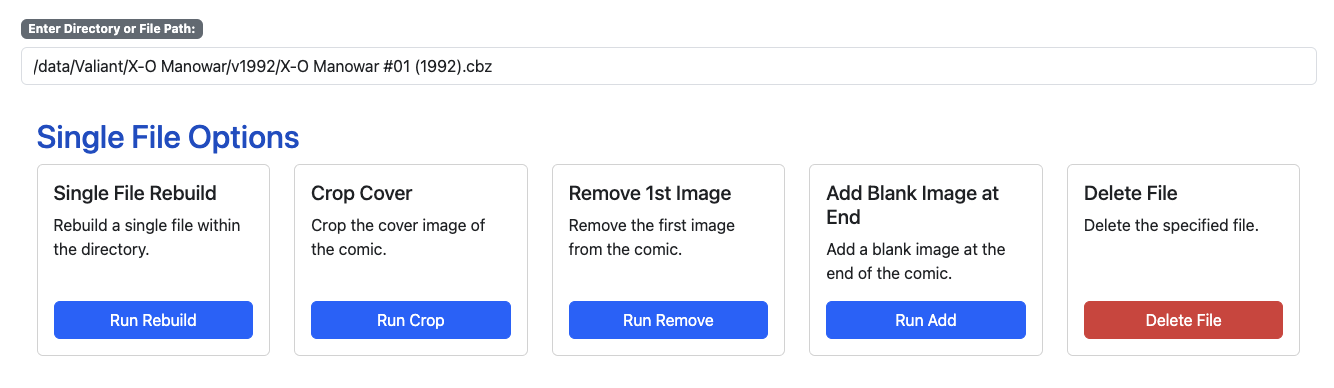 Enter Directory or File Path:
/data/Valiant/X-O Manowar/v1992/X-O Manowar #01 (1992).cbz
Single File Options
Single File Rebuild
Rebuild a single file within
the directory.
Run Rebuild
Crop Cover
Crop the cover image of
the comic.
Run Crop
Remove 1st Image
Remove the first image
from the comic.
Run Remove
Add Blank Image at
End
Add a blank image at the
end of the comic.
Run Add
Delete File
Delete the specified file.
Delete File